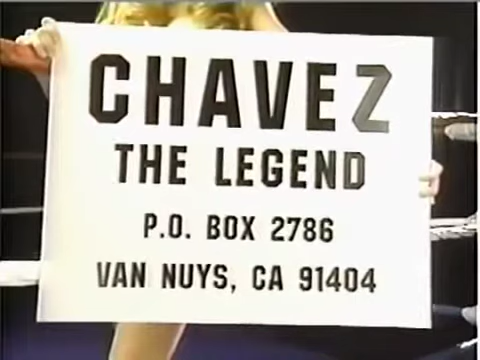 CHAVEZ
THE LEGEND
P.O. BOX 2786
VAN NUYS, CA 91404